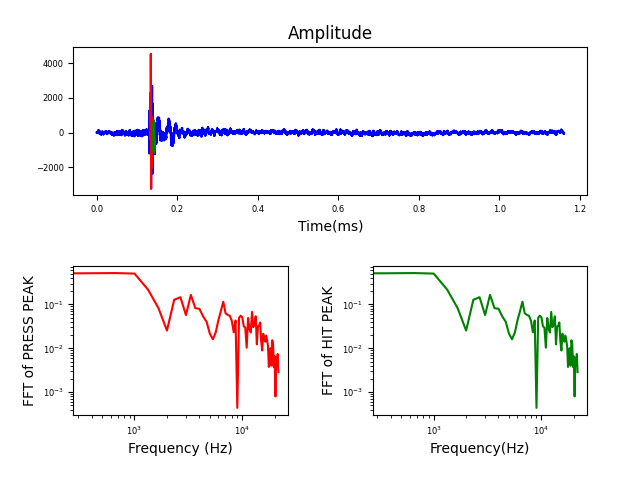 Amplitude
4000
2000
0
−2000
0.0 0.2 0.4 0.6 0.8 1.0 1.2
Time(ms)
FFT of PRESS PEAK
10⁻¹
10⁻²
10⁻³
10³ 10⁴
Frequency (Hz)
FFT of HIT PEAK
10⁻¹
10⁻²
10⁻³
10³ 10⁴
Frequency(Hz)